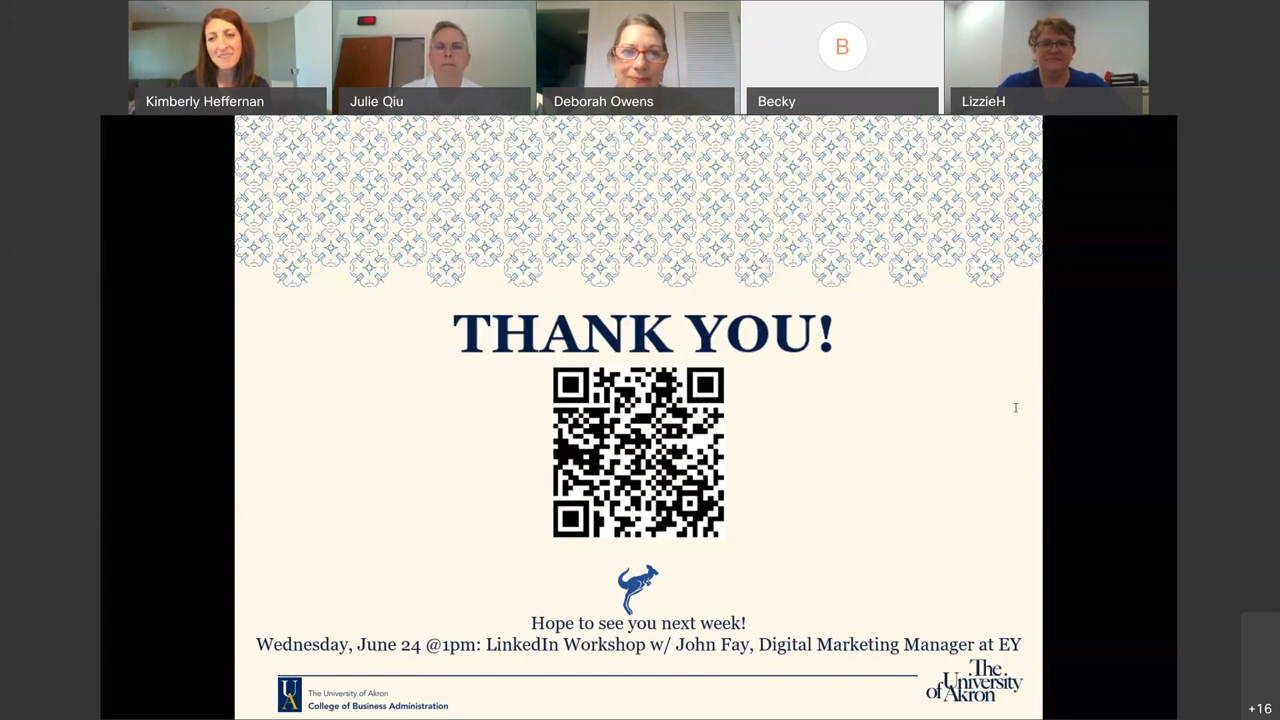 Kimberly Heffernan
Julie Qiu
Deborah Owens
B
Becky
LizzieH
THANK YOU!
Hope to see you next week!
Wednesday, June 24 @1pm: LinkedIn Workshop w/ John Fay, Digital Marketing Manager at EY
UA
The University of Akron
College of Business Administration
The
University
of Akron
+16